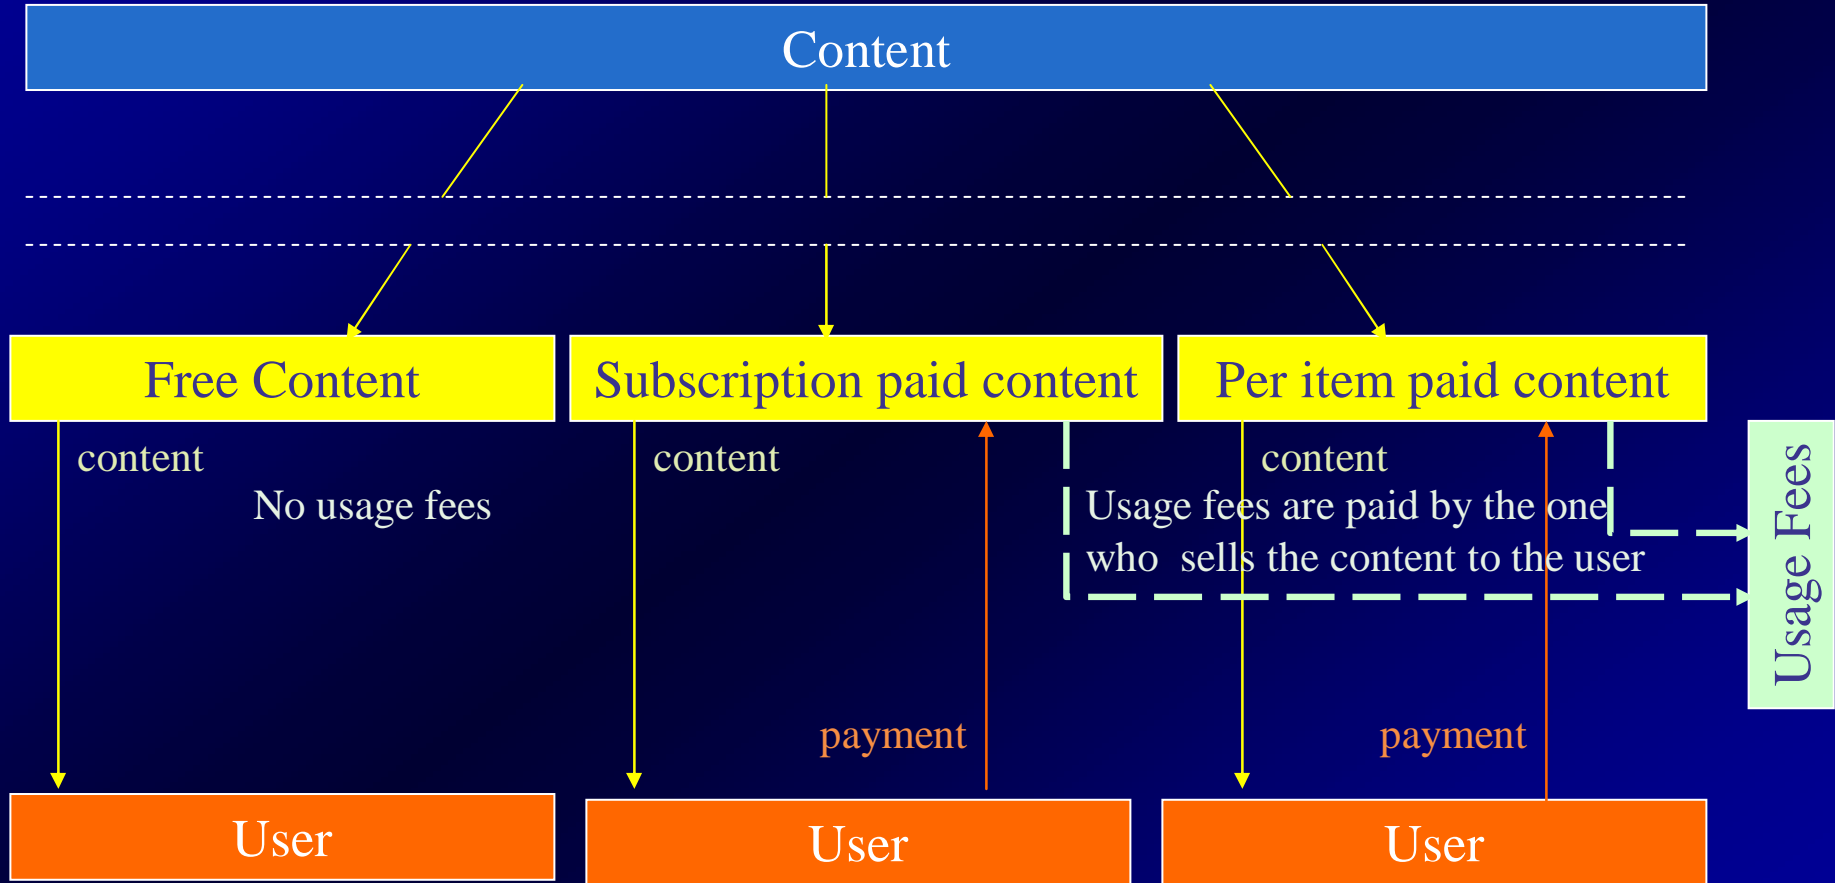 Content
Free Content
Subscription paid content
Per item paid content
content
content
content
No usage fees
Usage fees are paid by the one
who  sells the content to the user
Usage Fees
payment
payment
User
User
User